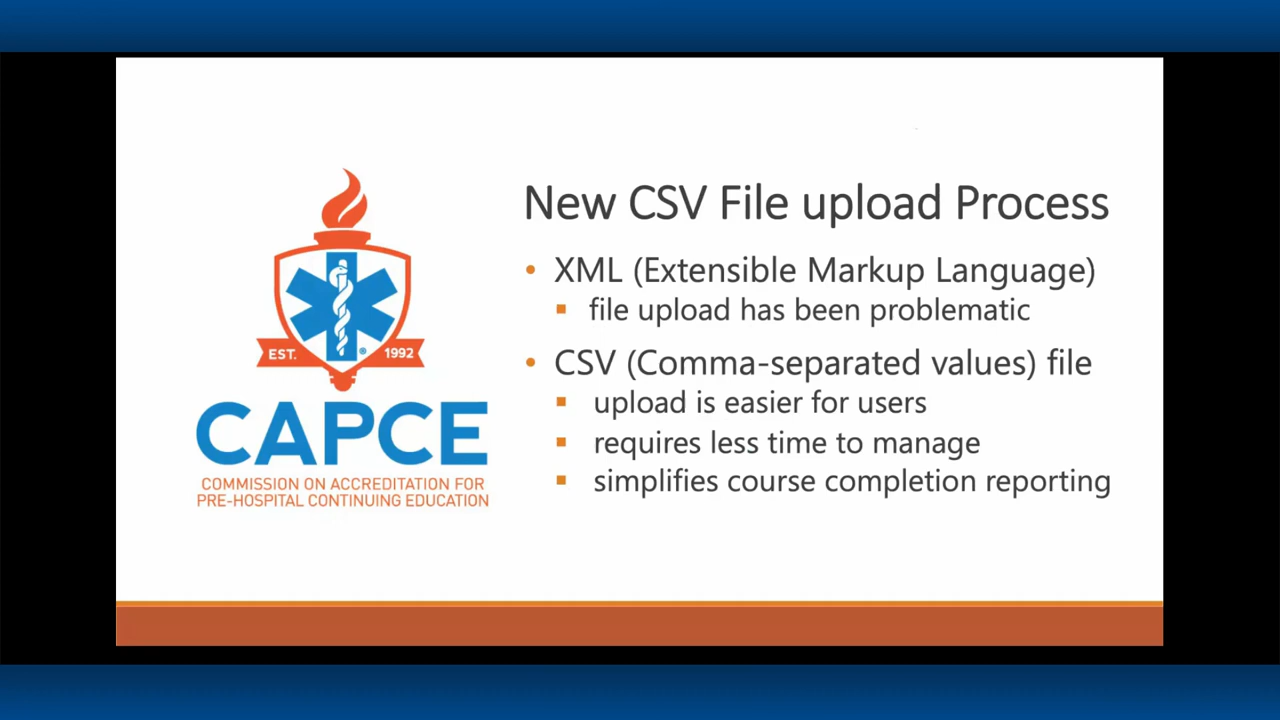 New CSV File upload Process
XML (Extensible Markup Language)
file upload has been problematic
CSV (Comma-separated values) file
upload is easier for users
requires less time to manage
simplifies course completion reporting
EST. 1992
®
CAPCE
COMMISSION ON ACCREDITATION FOR
PRE-HOSPITAL CONTINUING EDUCATION